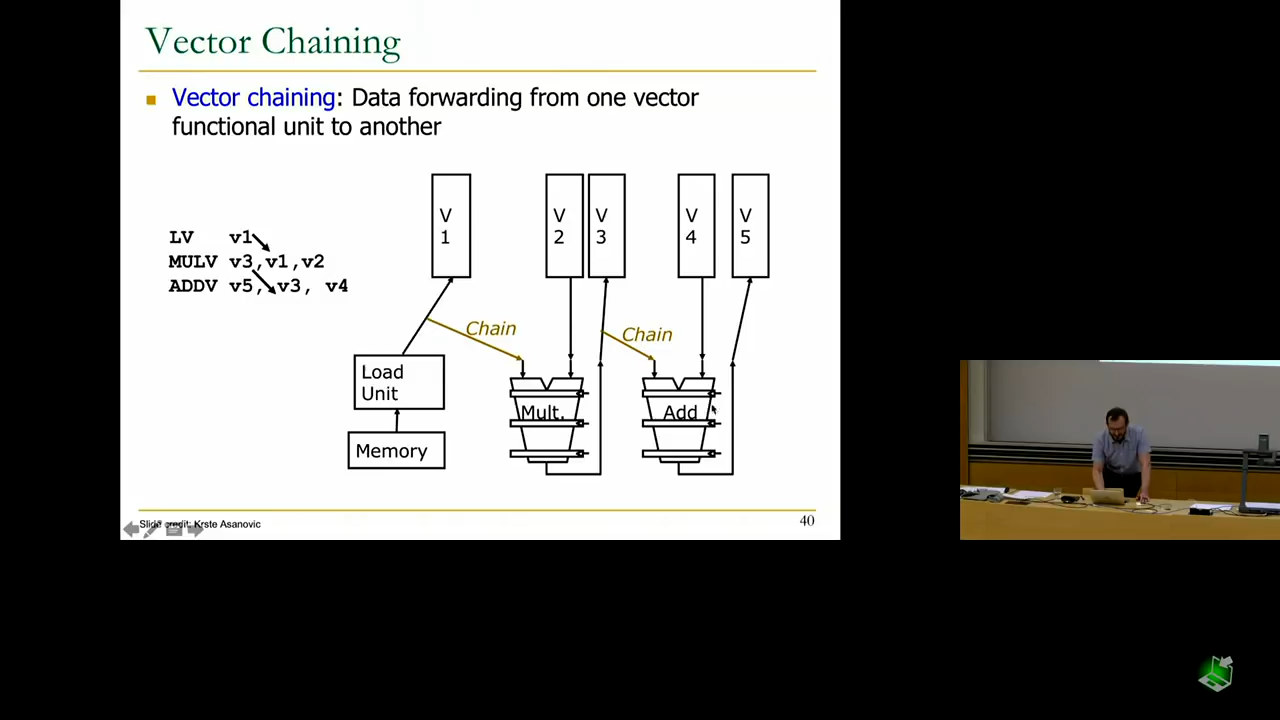 Vector Chaining
Vector chaining: Data forwarding from one vector
functional unit to another
LV v1
MULV v3,v1,v2
ADDV v5, v3, v4
V
1
V
2
V
3
V
4
V
5
Chain
Chain
Load
Unit
Memory
Mult.
Add
Slide credit: Krste Asanovic
40